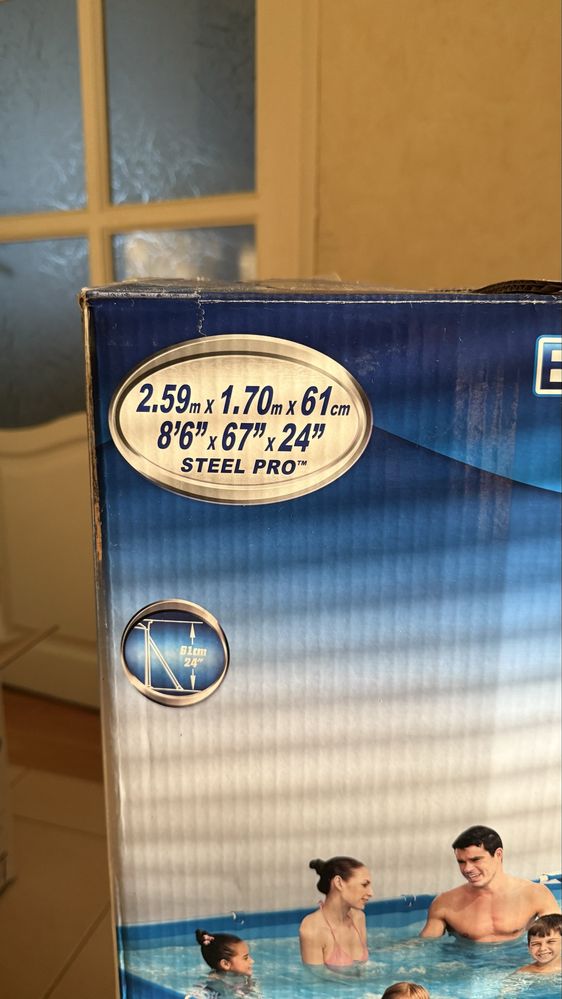 2.59m x 1.70m x 61cm
8'6" x 67" x 24"
STEEL PRO™
61cm
24"